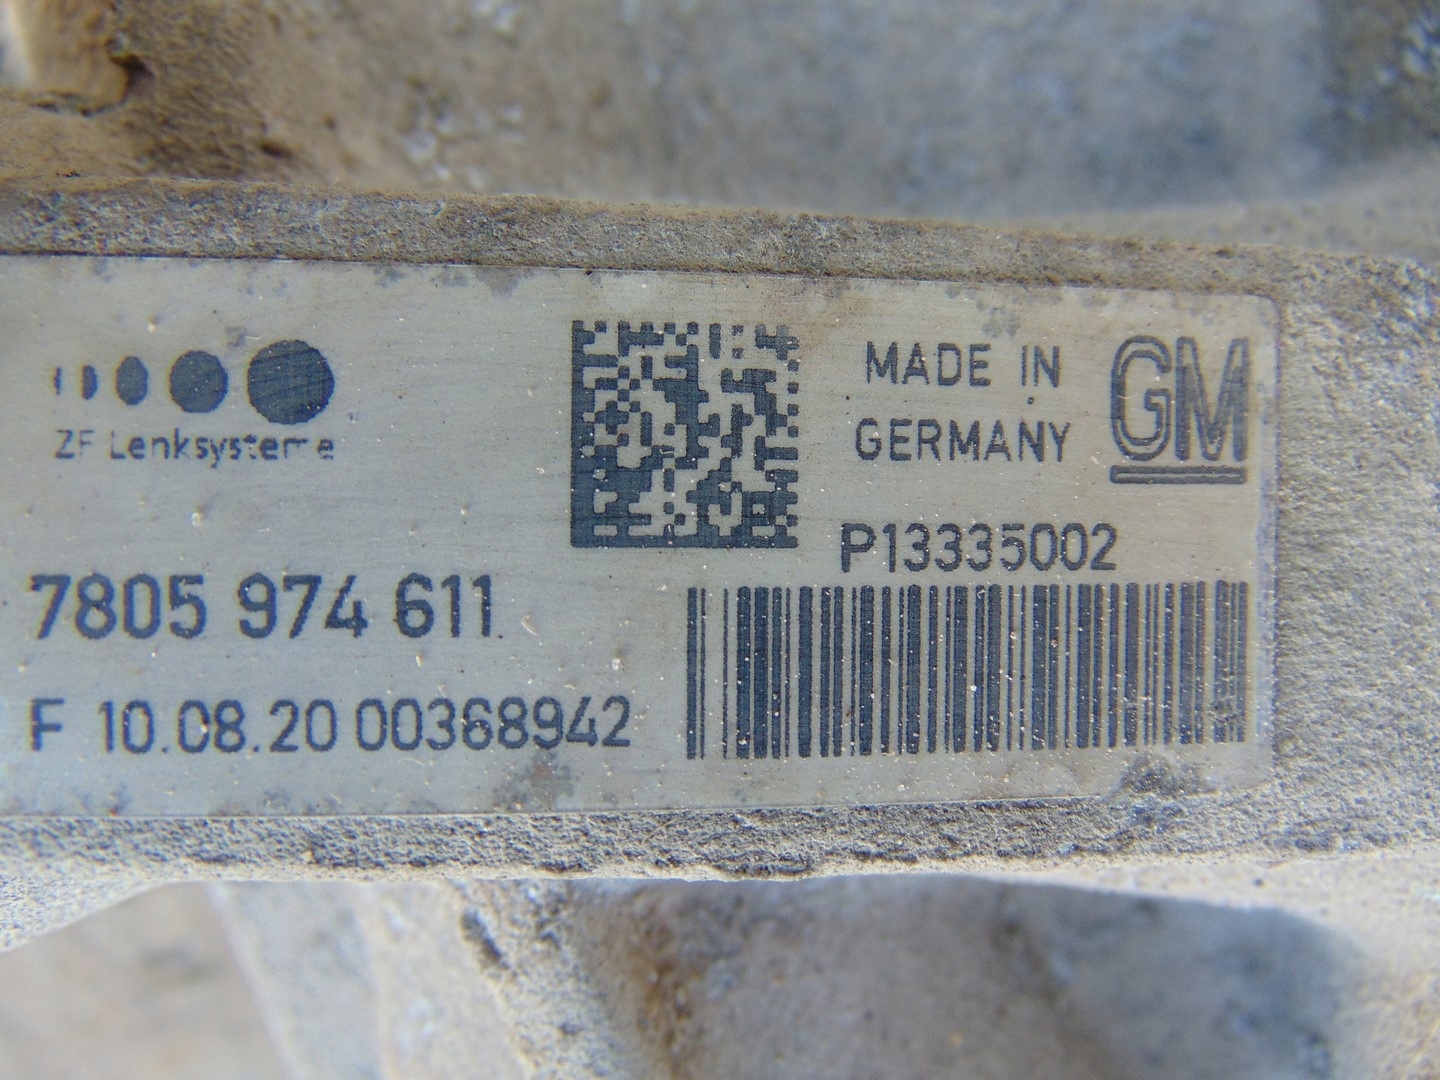 ZF Lenksysteme
MADE IN
GERMANY
GM
P13335002
7805 974 611
F 10.08.20 00368942